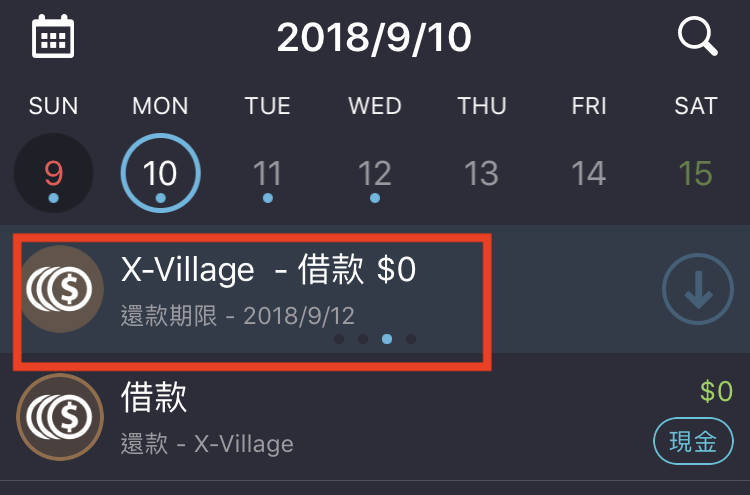 2018/9/10
SUN MON TUE WED THU FRI SAT
9 10 11 12 13 14 15
X-Village - 借款 $0
還款期限 - 2018/9/12
借款
$0
還款 - X-Village
現金